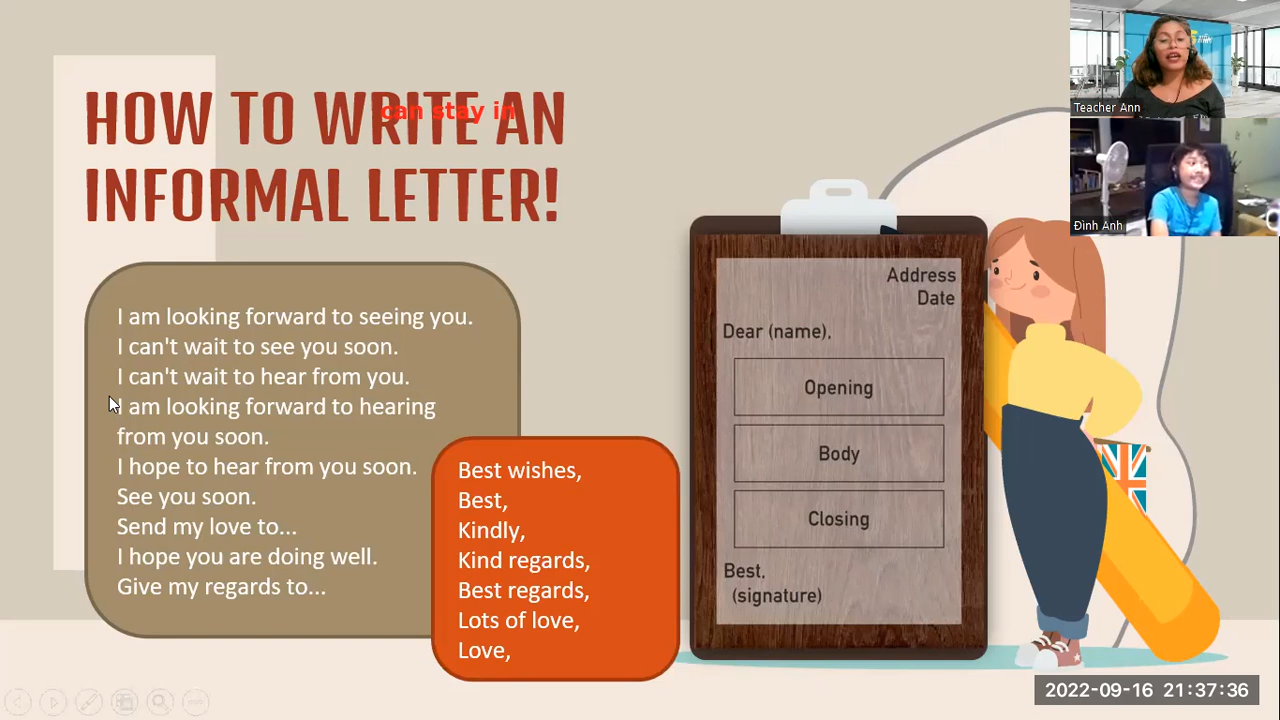 HOW TO WRITE AN
can stay in
INFORMAL LETTER!
I am looking forward to seeing you.
I can't wait to see you soon.
I can't wait to hear from you.
I am looking forward to hearing
from you soon.
I hope to hear from you soon.
See you soon.
Send my love to...
I hope you are doing well.
Give my regards to...
Best wishes,
Best,
Kindly,
Kind regards,
Best regards,
Lots of love,
Love,
Address
Date
Dear (name),
Opening
Body
Closing
Best,
(signature)
Teacher Ann
Đình Anh
2022-09-16 21:37:36